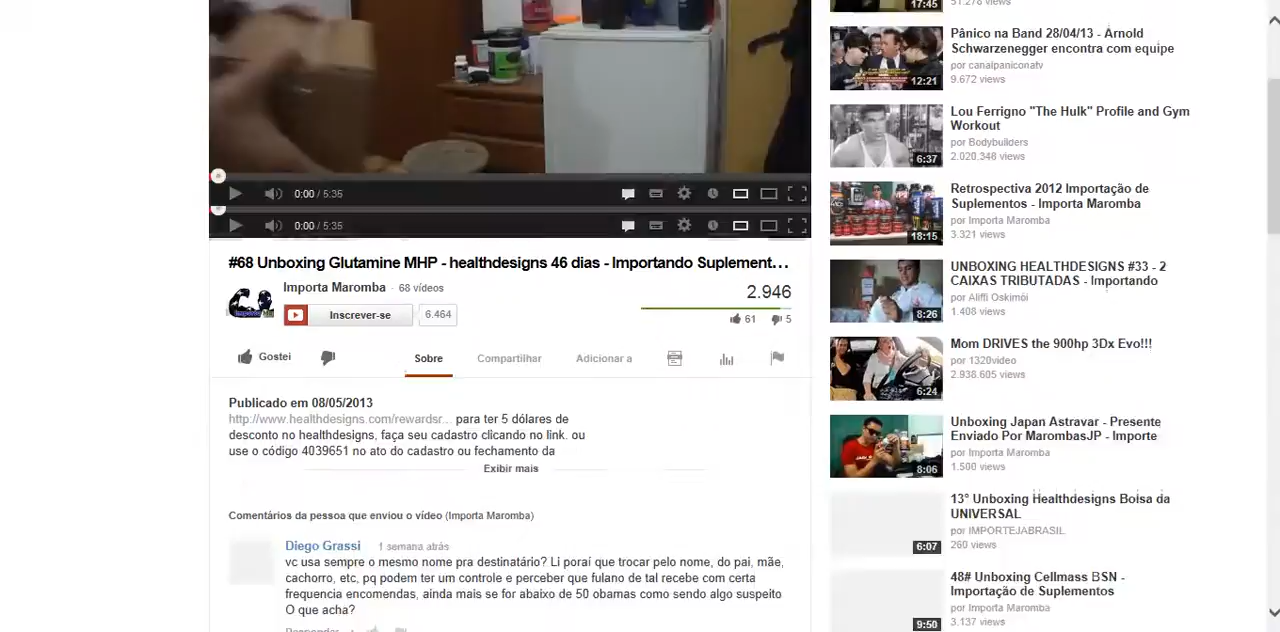 0:00 / 5:35
0:00 / 5:35
#68 Unboxing Glutamine MHP - healthdesigns 46 dias - Importando Suplement...
Importa Maromba · 68 vídeos
Inscrever-se 6.464
2.946
61 5
Gostei
Sobre Compartilhar Adicionar a
Publicado em 08/05/2013
http://www.healthdesigns.com/rewardsr... para ter 5 dólares de
desconto no healthdesigns, faça seu cadastro clicando no link. ou
use o código 4039651 no ato do cadastro ou fechamento da
Exibir mais
Comentários da pessoa que enviou o vídeo (Importa Maromba)
Diego Grassi 1 semana atrás
vc usa sempre o mesmo nome pra destinatário? Li poraí que trocar pelo nome, do pai, mãe,
cachorro, etc, pq podem ter um controle e perceber que fulano de tal recebe com certa
frequencia encomendas, ainda mais se for abaixo de 50 obamas como sendo algo suspeito
O que acha?
Responder
17:45
51.278 views
Pânico na Band 28/04/13 - Arnold
Schwarzenegger encontra com equipe
por canalpaniconatv
9.672 views
12:21
Lou Ferrigno "The Hulk" Profile and Gym
Workout
por Bodybuilders
2.020.348 views
6:37
Retrospectiva 2012 Importação de
Suplementos - Importa Maromba
por Importa Maromba
3.321 views
18:15
UNBOXING HEALTHDESIGNS #33 - 2
CAIXAS TRIBUTADAS - Importando
por Aliffi Oskimói
1.408 views
8:26
Mom DRIVES the 900hp 3Dx Evo!!!
por 1320video
2.938.605 views
6:24
Unboxing Japan Astravar - Presente
Enviado Por MarombasJP - Importe
por Importa Maromba
1.500 views
8:06
13° Unboxing Healthdesigns Bolsa da
UNIVERSAL
por IMPORTEJABRASIL
260 views
6:07
48# Unboxing Cellmass BSN -
Importação de Suplementos
por Importa Maromba
3.137 views
9:50